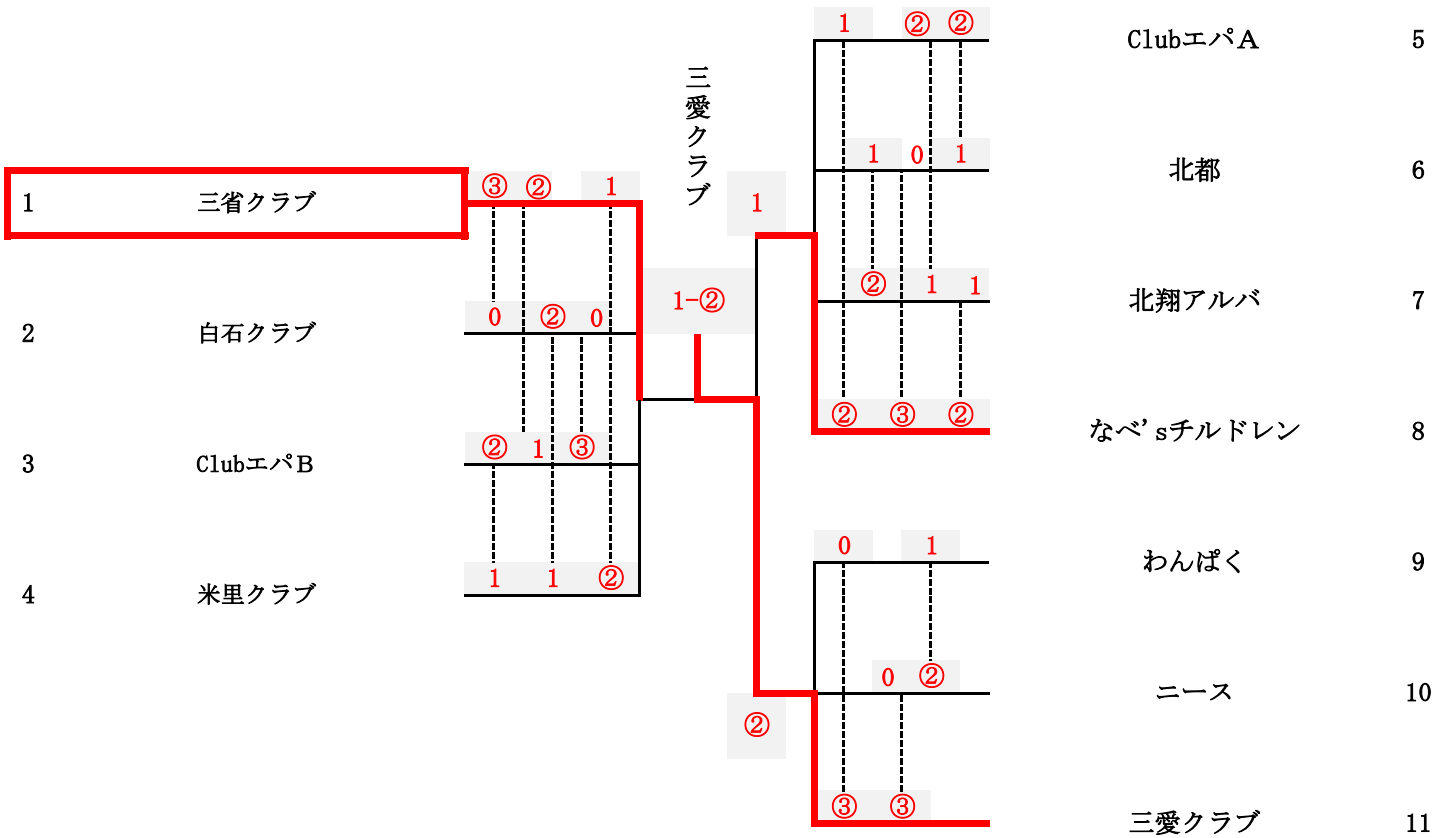 1 ② ② ClubエパA 5
三愛クラブ
1 0 1 北都 6
1 三省クラブ ③ ② 1
1
1-②
② 1 1 北翔アルバ 7
2 白石クラブ 0 ② 0
② ③ ② なべ’sチルドレン 8
3 ClubエパB ② 1 ③
0 1 わんぱく 9
4 米里クラブ 1 1 ②
0 ② ニース 10
②
③ ③ 三愛クラブ 11